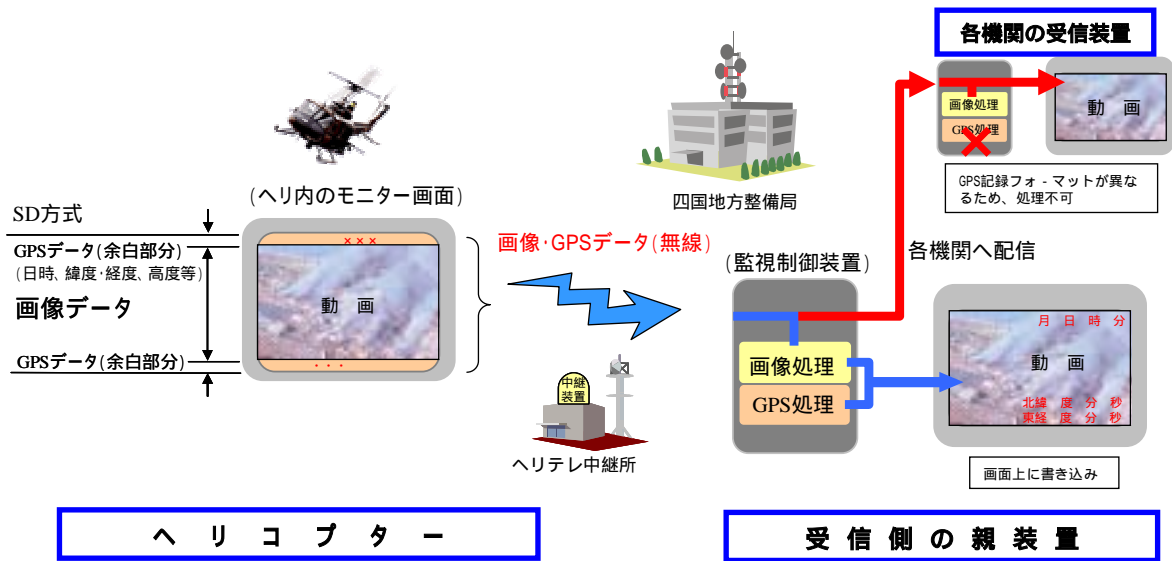 各機関の受信装置
画像処理
GPS処理
動 画
GPS記録フォ-マットが異な
るため、処理不可
四国地方整備局
(ヘリ内のモニター画面)
SD方式
GPSデータ(余白部分)
(日時、緯度・経度、高度等)
画像データ
GPSデータ(余白部分)
×××
動 画
・・・
画像・GPSデータ(無線)
中継
装置
ヘリテレ中継所
(監視制御装置)
各機関へ配信
画像処理
GPS処理
月 日 時 分
動 画
北緯 度 分 秒
東経 度 分 秒
画面上に書き込み
ヘ リ コ プ タ ー
受 信 側 の 親 装 置